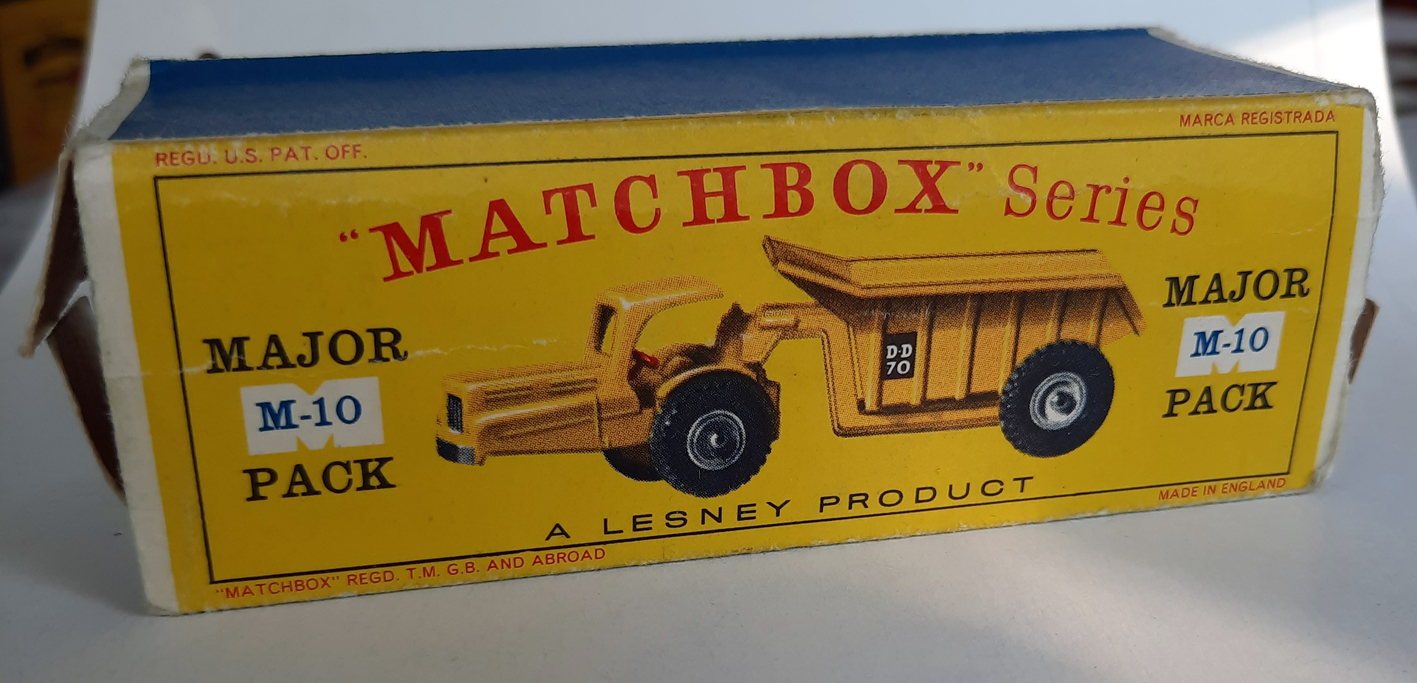 REGD. U.S. PAT. OFF.
MARCA REGISTRADA
"MATCHBOX" Series
MAJOR
M-10
PACK
D-D
70
MAJOR
M-10
PACK
A LESNEY PRODUCT
MADE IN ENGLAND
"MATCHBOX" REGD. T.M. G.B. AND ABROAD